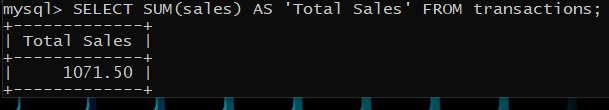 mysql> SELECT SUM(sales) AS 'Total Sales' FROM transactions;
+-------------+
| Total Sales |
+-------------+
|     1071.50 |
+-------------+